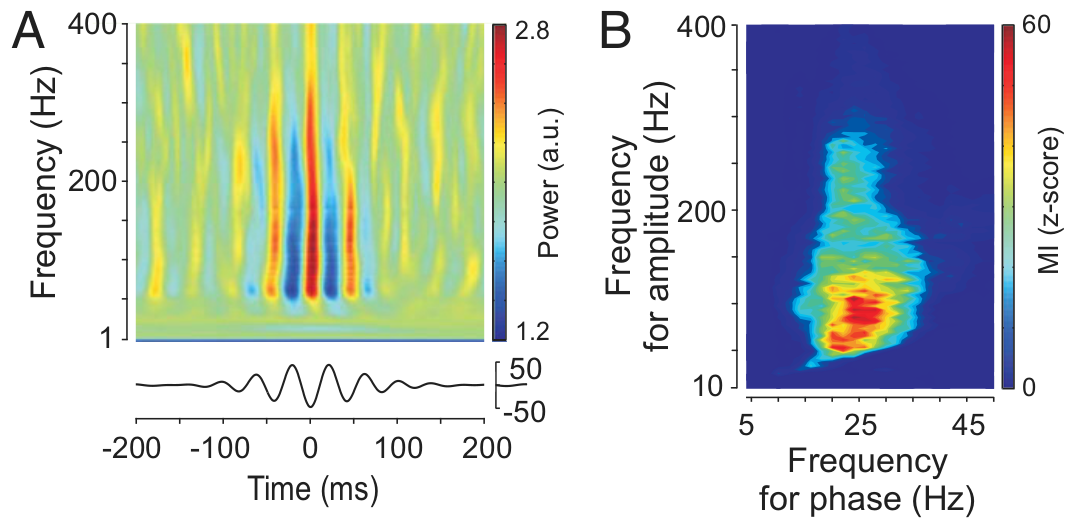 A
400
200
1
Frequency (Hz)
2.8
1.2
Power (a.u.)
50
-50
-200 -100 0 100 200
Time (ms)
B
400
200
10
Frequency
for amplitude (Hz)
60
0
MI (z-score)
5 25 45
Frequency
for phase (Hz)